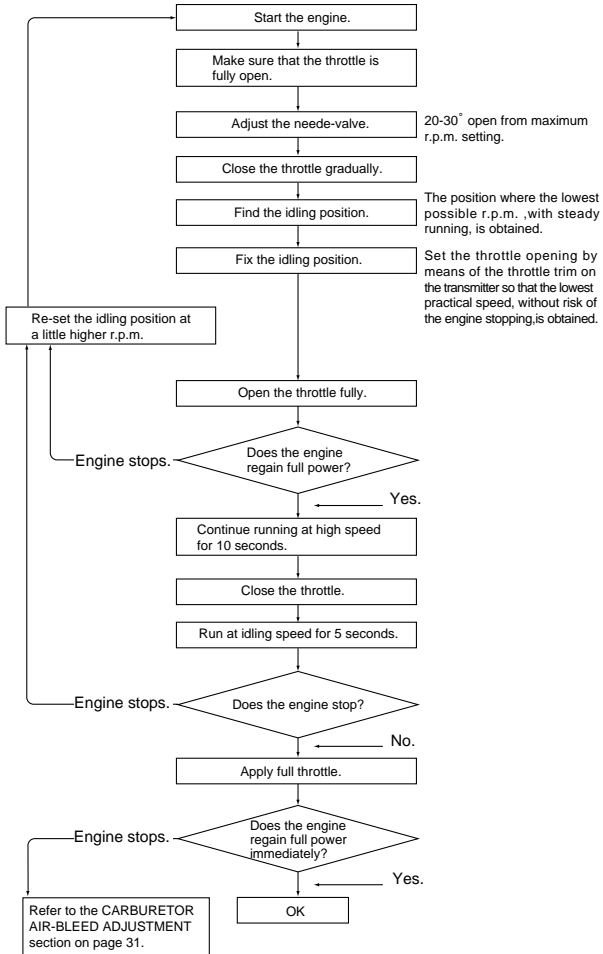 Start the engine.
Make sure that the throttle is
fully open.
Adjust the neede-valve.
20-30° open from maximum
r.p.m. setting.
Close the throttle gradually.
Find the idling position.
The position where the lowest
possible r.p.m. ,with steady
running, is obtained.
Fix the idling position.
Set the throttle opening by
means of the throttle trim on
the transmitter so that the lowest
practical speed, without risk of
the engine stopping,is obtained.
Re-set the idling position at
a little higher r.p.m.
Open the throttle fully.
Does the engine
regain full power?
Engine stops.
Yes.
Continue running at high speed
for 10 seconds.
Close the throttle.
Run at idling speed for 5 seconds.
Does the engine stop?
Engine stops.
No.
Apply full throttle.
Does the engine
regain full power
immediately?
Engine stops.
Yes.
Refer to the CARBURETOR
AIR-BLEED ADJUSTMENT
section on page 31.
OK